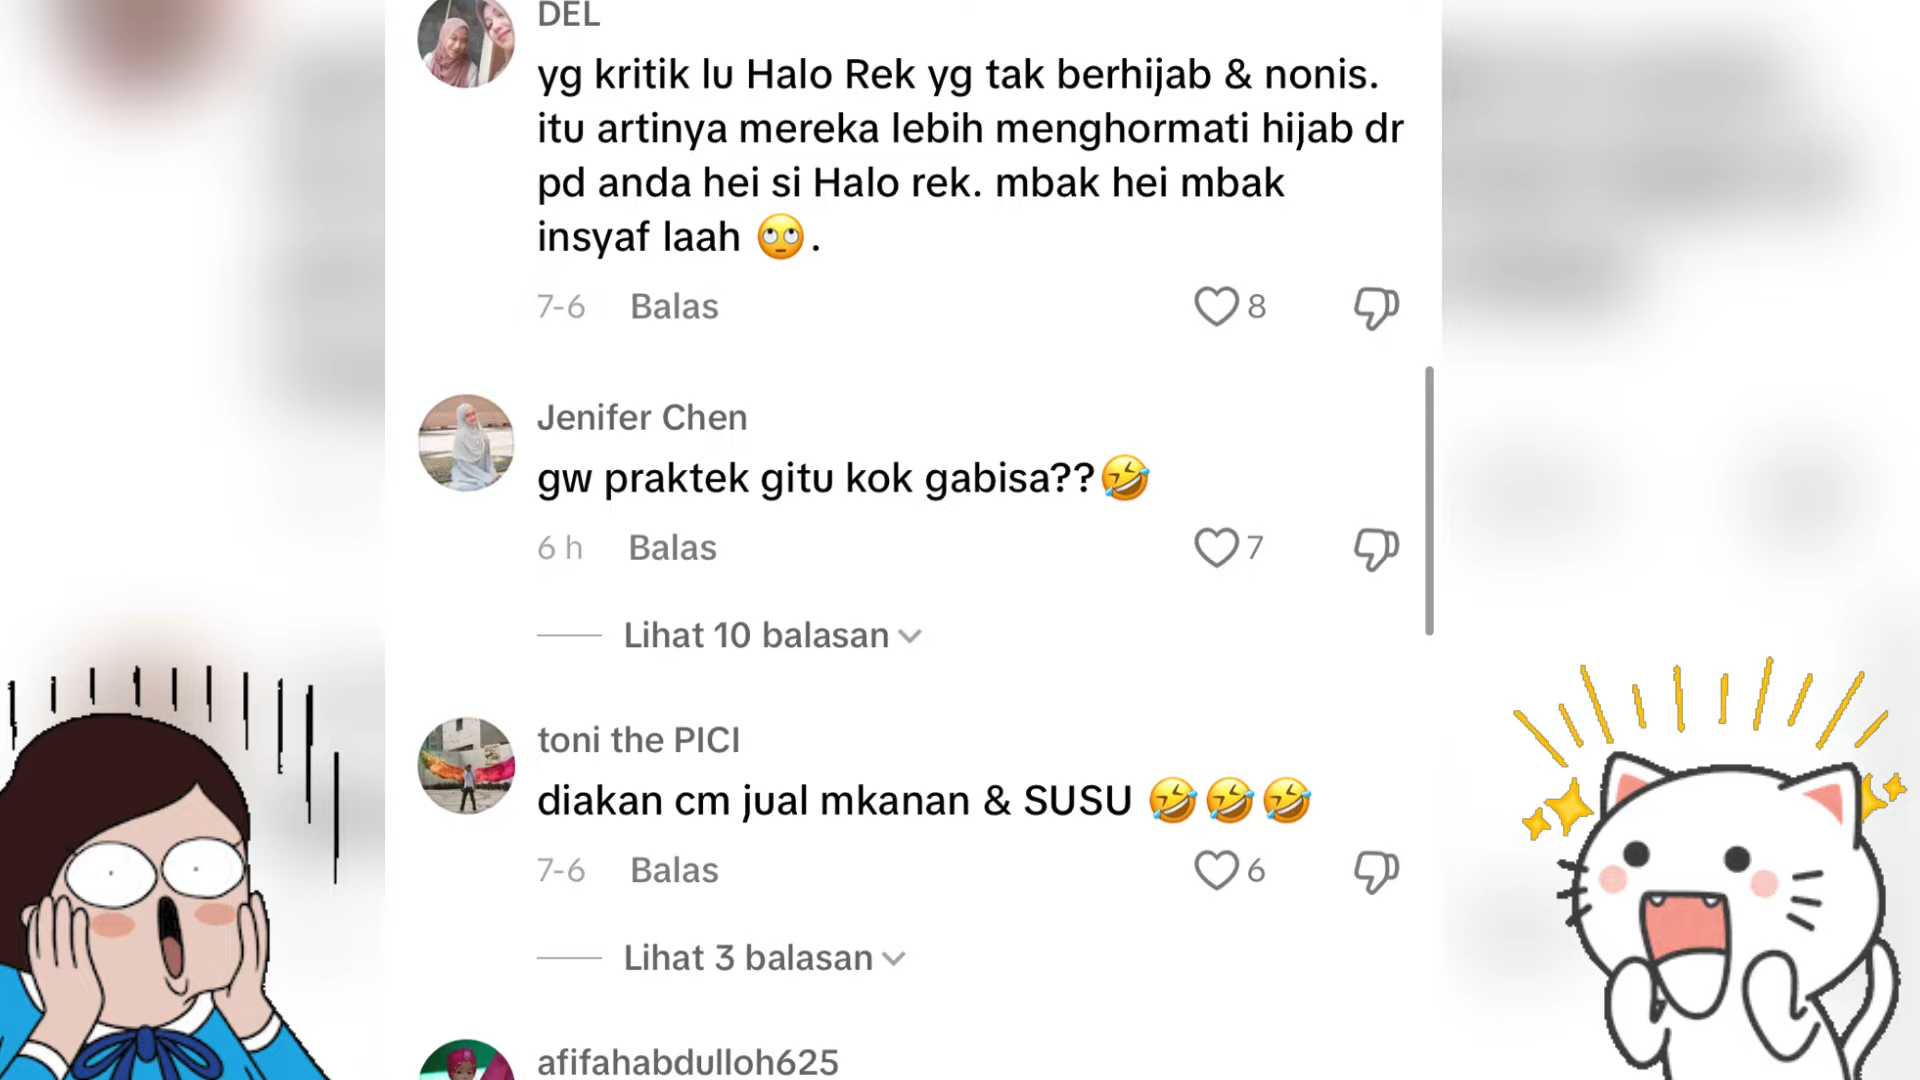 DEL
yg kritik lu Halo Rek yg tak berhijab & nonis.
itu artinya mereka lebih menghormati hijab dr
pd anda hei si Halo rek. mbak hei mbak
insyaf laah 🙄.
7-6 Balas 8
Jenifer Chen
gw praktek gitu kok gabisa??🤣
6 h Balas 7
Lihat 10 balasan
toni the PICI
diakan cm jual mkanan & SUSU 🤣🤣🤣
7-6 Balas 6
Lihat 3 balasan
afifahabdulloh625